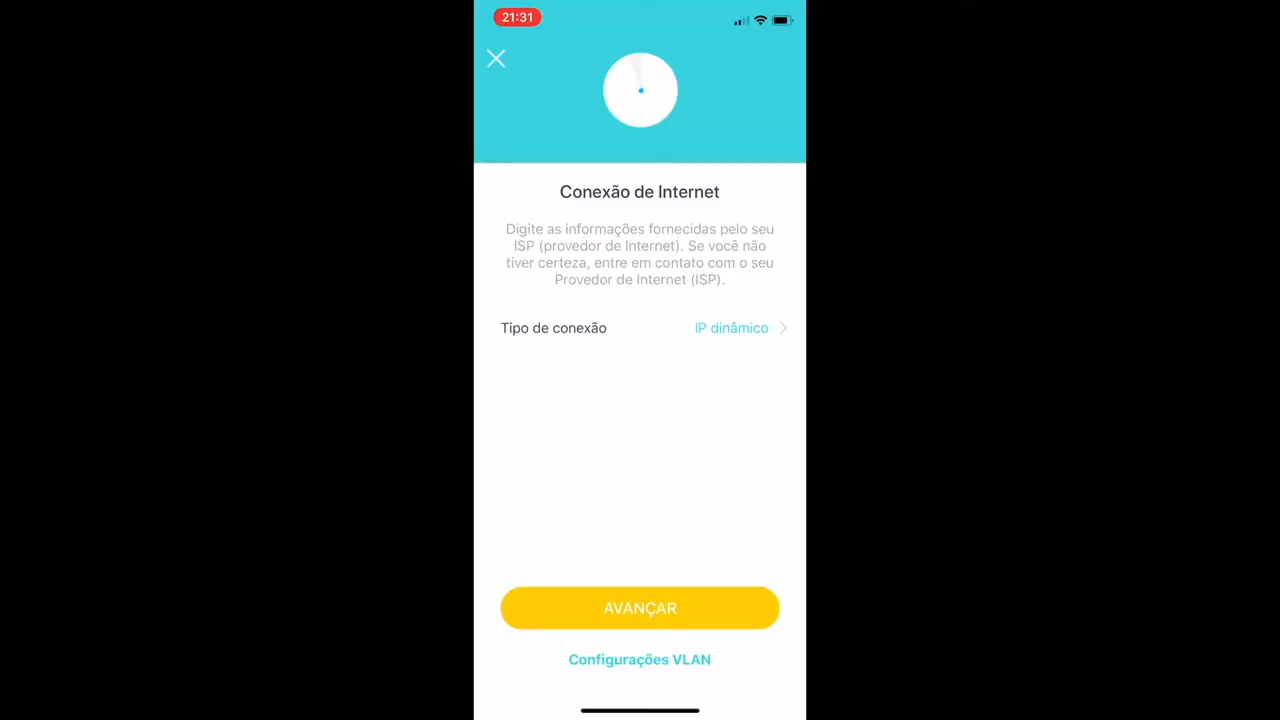 21:31
Conexão de Internet
Digite as informações fornecidas pelo seu
ISP (provedor de Internet). Se você não
tiver certeza, entre em contato com o seu
Provedor de Internet (ISP).
Tipo de conexão IP dinâmico
AVANÇAR
Configurações VLAN